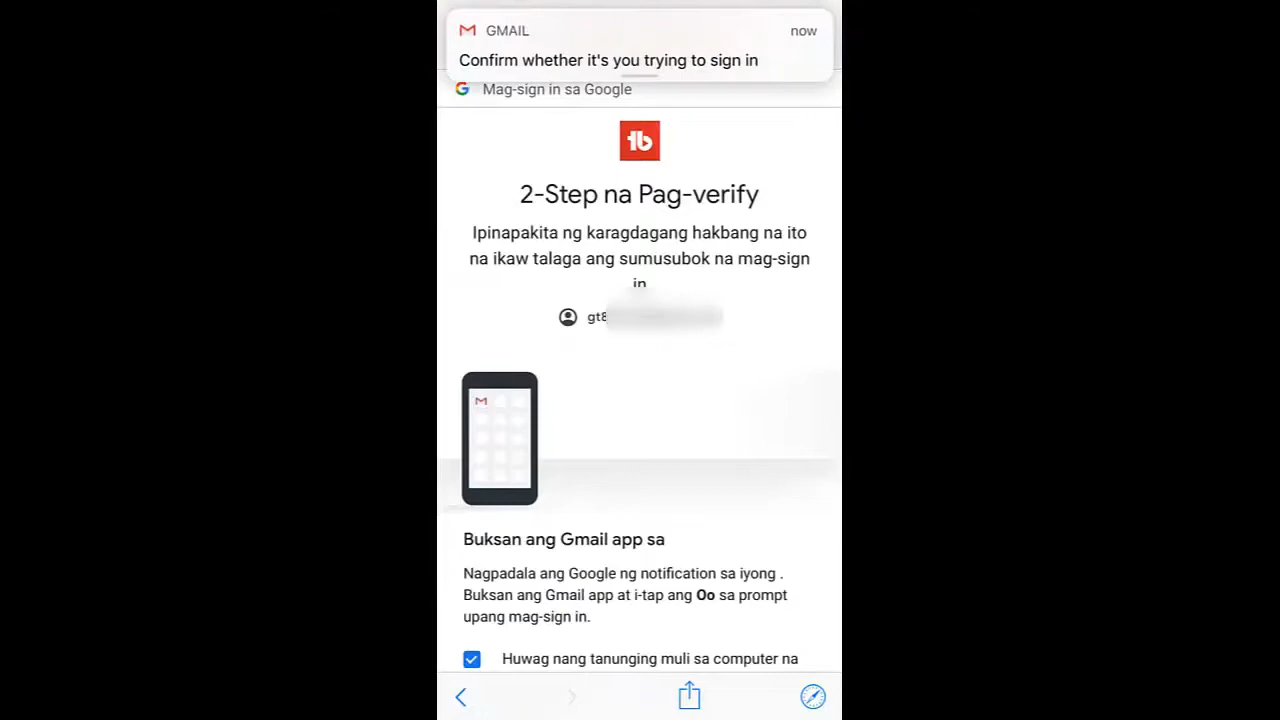 GMAIL
now
Confirm whether it's you trying to sign in
Mag-sign in sa Google
tb
2-Step na Pag-verify
Ipinapakita ng karagdagang hakbang na ito
na ikaw talaga ang sumusubok na mag-sign
in
gt8
Buksan ang Gmail app sa
Nagpadala ang Google ng notification sa iyong .
Buksan ang Gmail app at i-tap ang Oo sa prompt
upang mag-sign in.
Huwag nang tanunging muli sa computer na